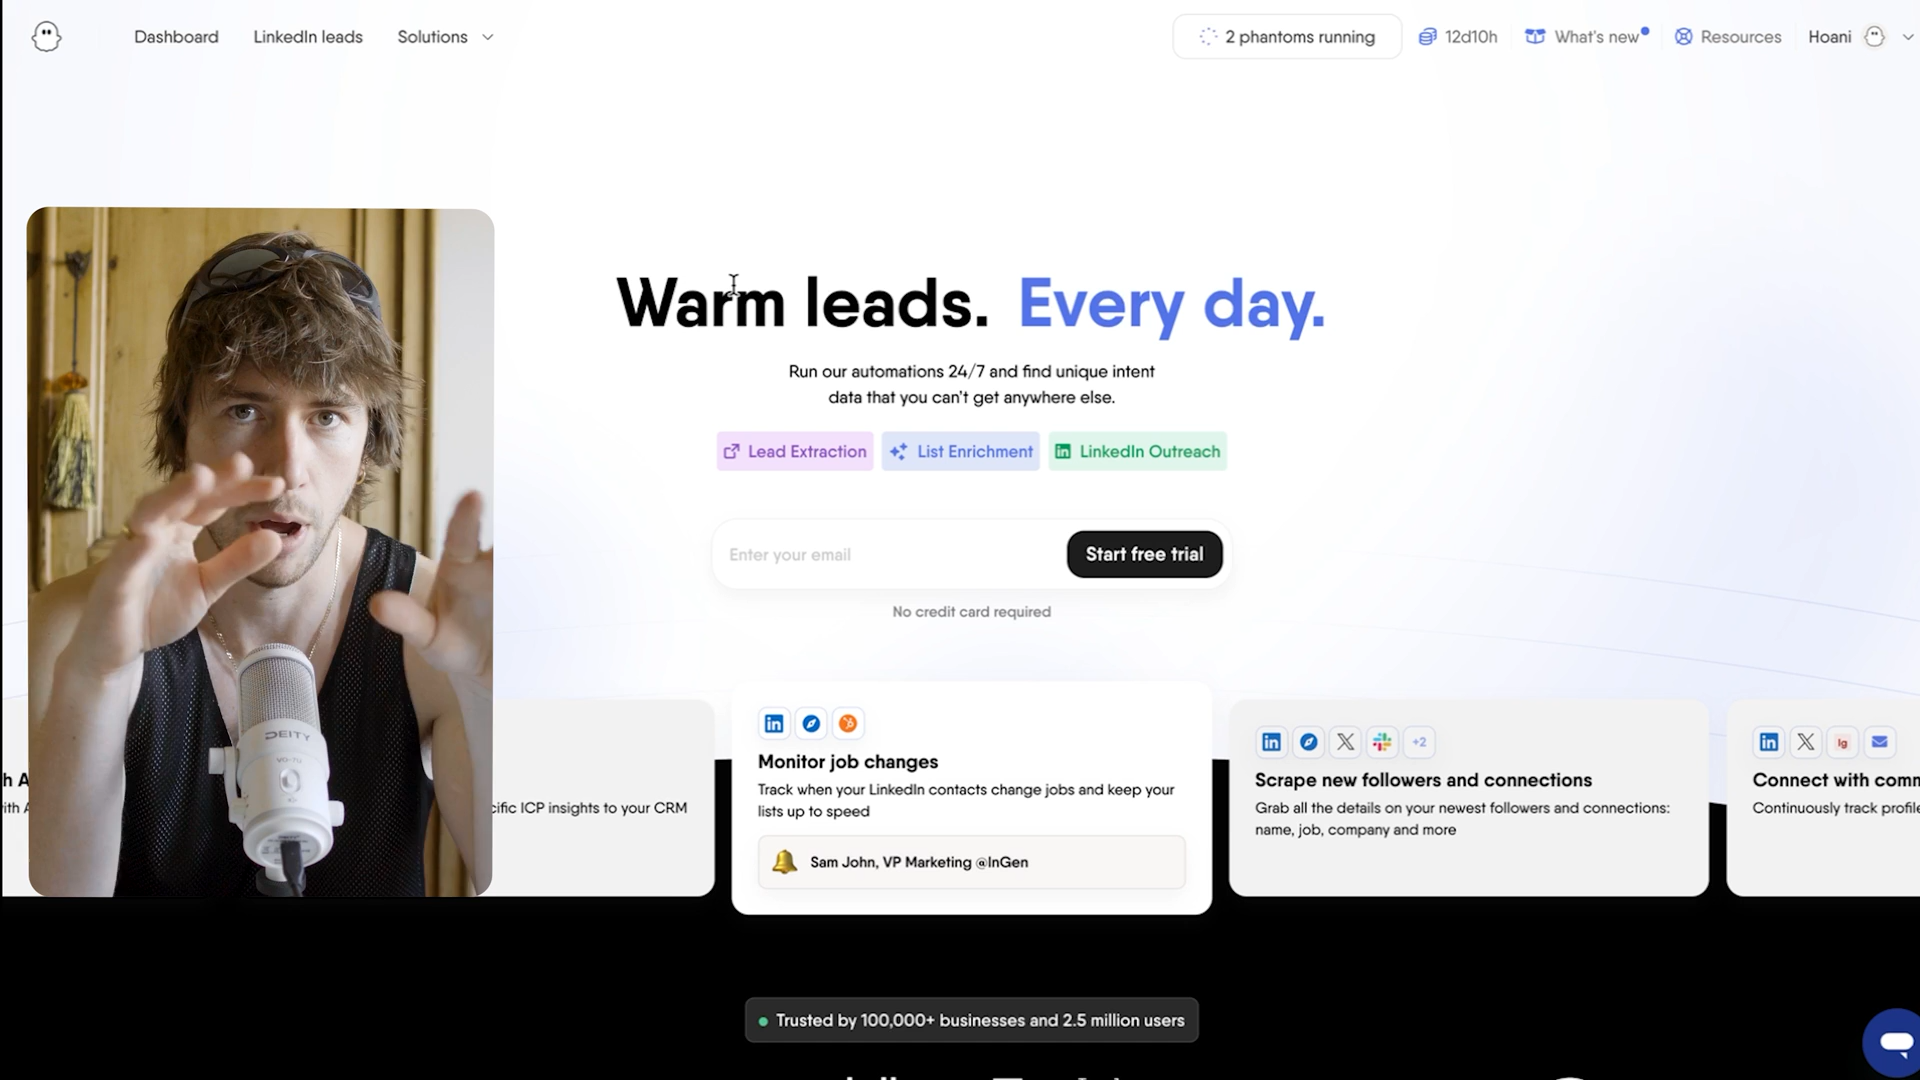 Dashboard
LinkedIn leads
Solutions
2 phantoms running
12d10h
What's new
Resources
Hoani
Warm leads. Every day.
Run our automations 24/7 and find unique intent
data that you can't get anywhere else.
Lead Extraction
List Enrichment
LinkedIn Outreach
Enter your email
Start free trial
No credit card required
cific ICP insights to your CRM
Monitor job changes
Track when your LinkedIn contacts change jobs and keep your
lists up to speed
Sam John, VP Marketing @InGen
+2
Scrape new followers and connections
Grab all the details on your newest followers and connections:
name, job, company and more
Ig
Connect with comm
Continuously track profile
DEITY
Trusted by 100,000+ businesses and 2.5 million users